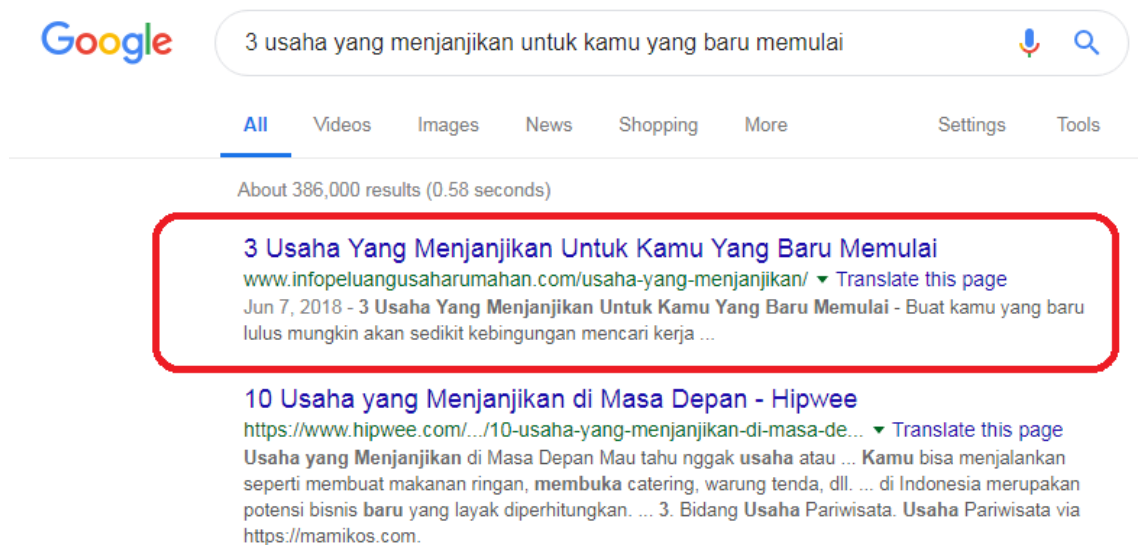 Google
3 usaha yang menjanjikan untuk kamu yang baru memulai
All Videos Images News Shopping More Settings Tools
About 386,000 results (0.58 seconds)
3 Usaha Yang Menjanjikan Untuk Kamu Yang Baru Memulai
www.infopeluangusaharumahan.com/usaha-yang-menjanjikan/ ▾ Translate this page
Jun 7, 2018 - 3 Usaha Yang Menjanjikan Untuk Kamu Yang Baru Memulai - Buat kamu yang baru
lulus mungkin akan sedikit kebingungan mencari kerja ...
10 Usaha yang Menjanjikan di Masa Depan - Hipwee
https://www.hipwee.com/.../10-usaha-yang-menjanjikan-di-masa-de... ▾ Translate this page
Usaha yang Menjanjikan di Masa Depan Mau tahu nggak usaha atau ... Kamu bisa menjalankan
seperti membuat makanan ringan, membuka catering, warung tenda, dll. ... di Indonesia merupakan
potensi bisnis baru yang layak diperhitungkan. ... 3. Bidang Usaha Pariwisata. Usaha Pariwisata via
https://mamikos.com.